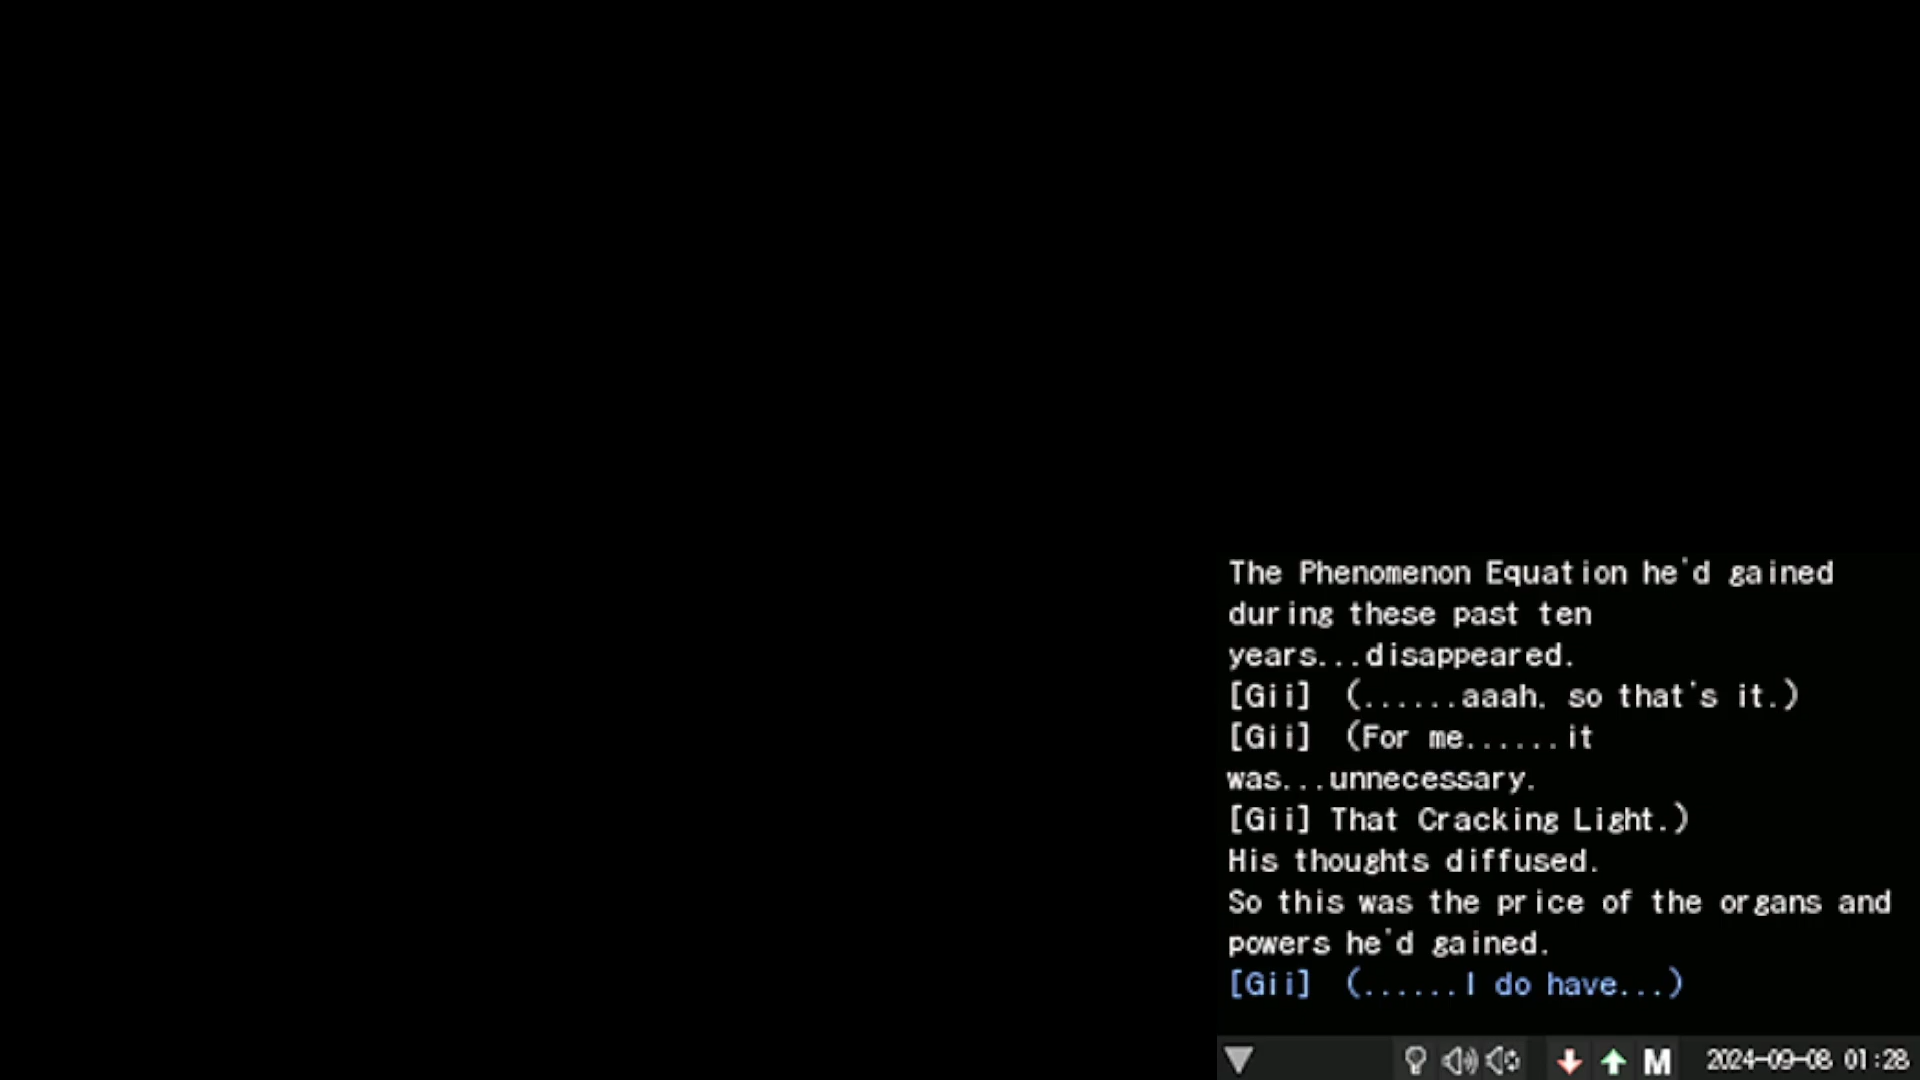 The Phenomenon Equation he'd gained
during these past ten
years...disappeared.
[Gii] (......aaah, so that's it.)
[Gii] (For me......it
was...unnecessary.
[Gii] That Cracking Light.)
His thoughts diffused.
So this was the price of the organs and
powers he'd gained.
[Gii] (......I do have...)
M 2024-09-08 01:28